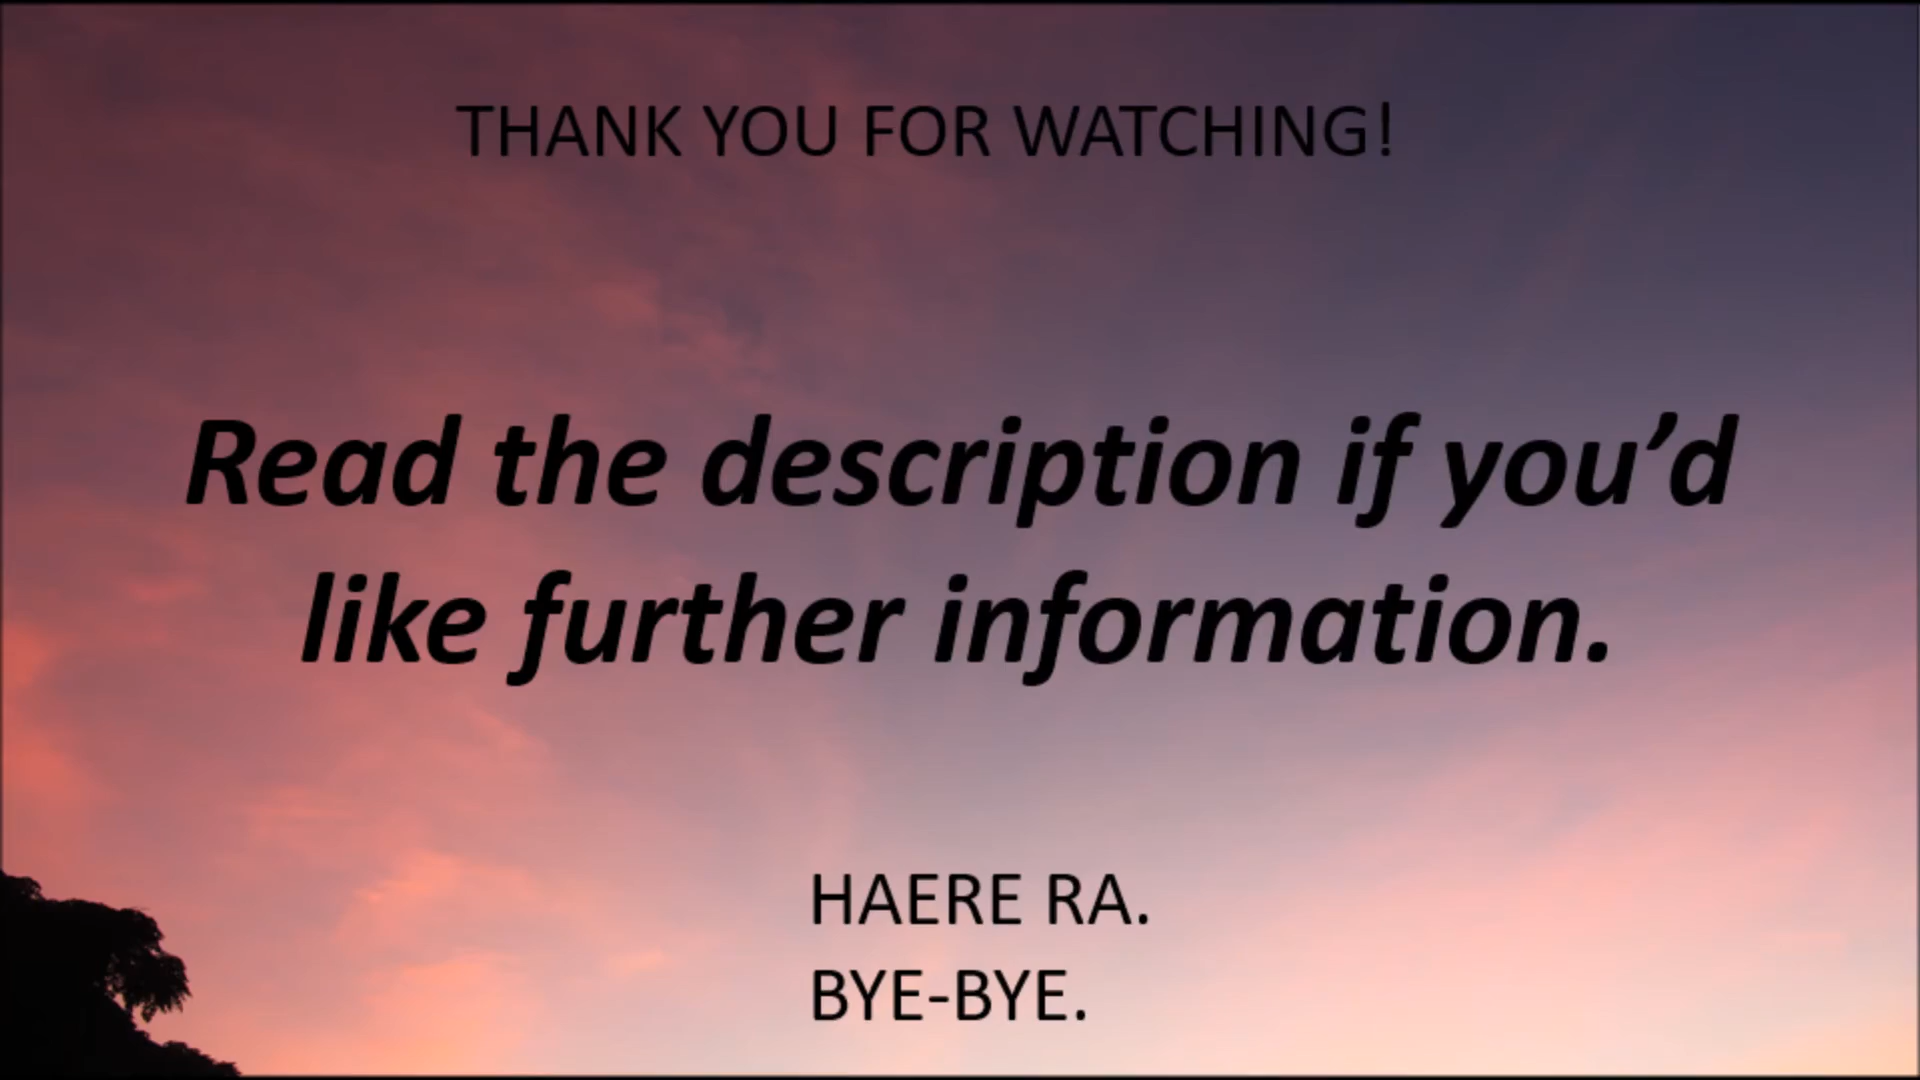 THANK YOU FOR WATCHING!
Read the description if you’d
like further information.
HAERE RA.
BYE-BYE.